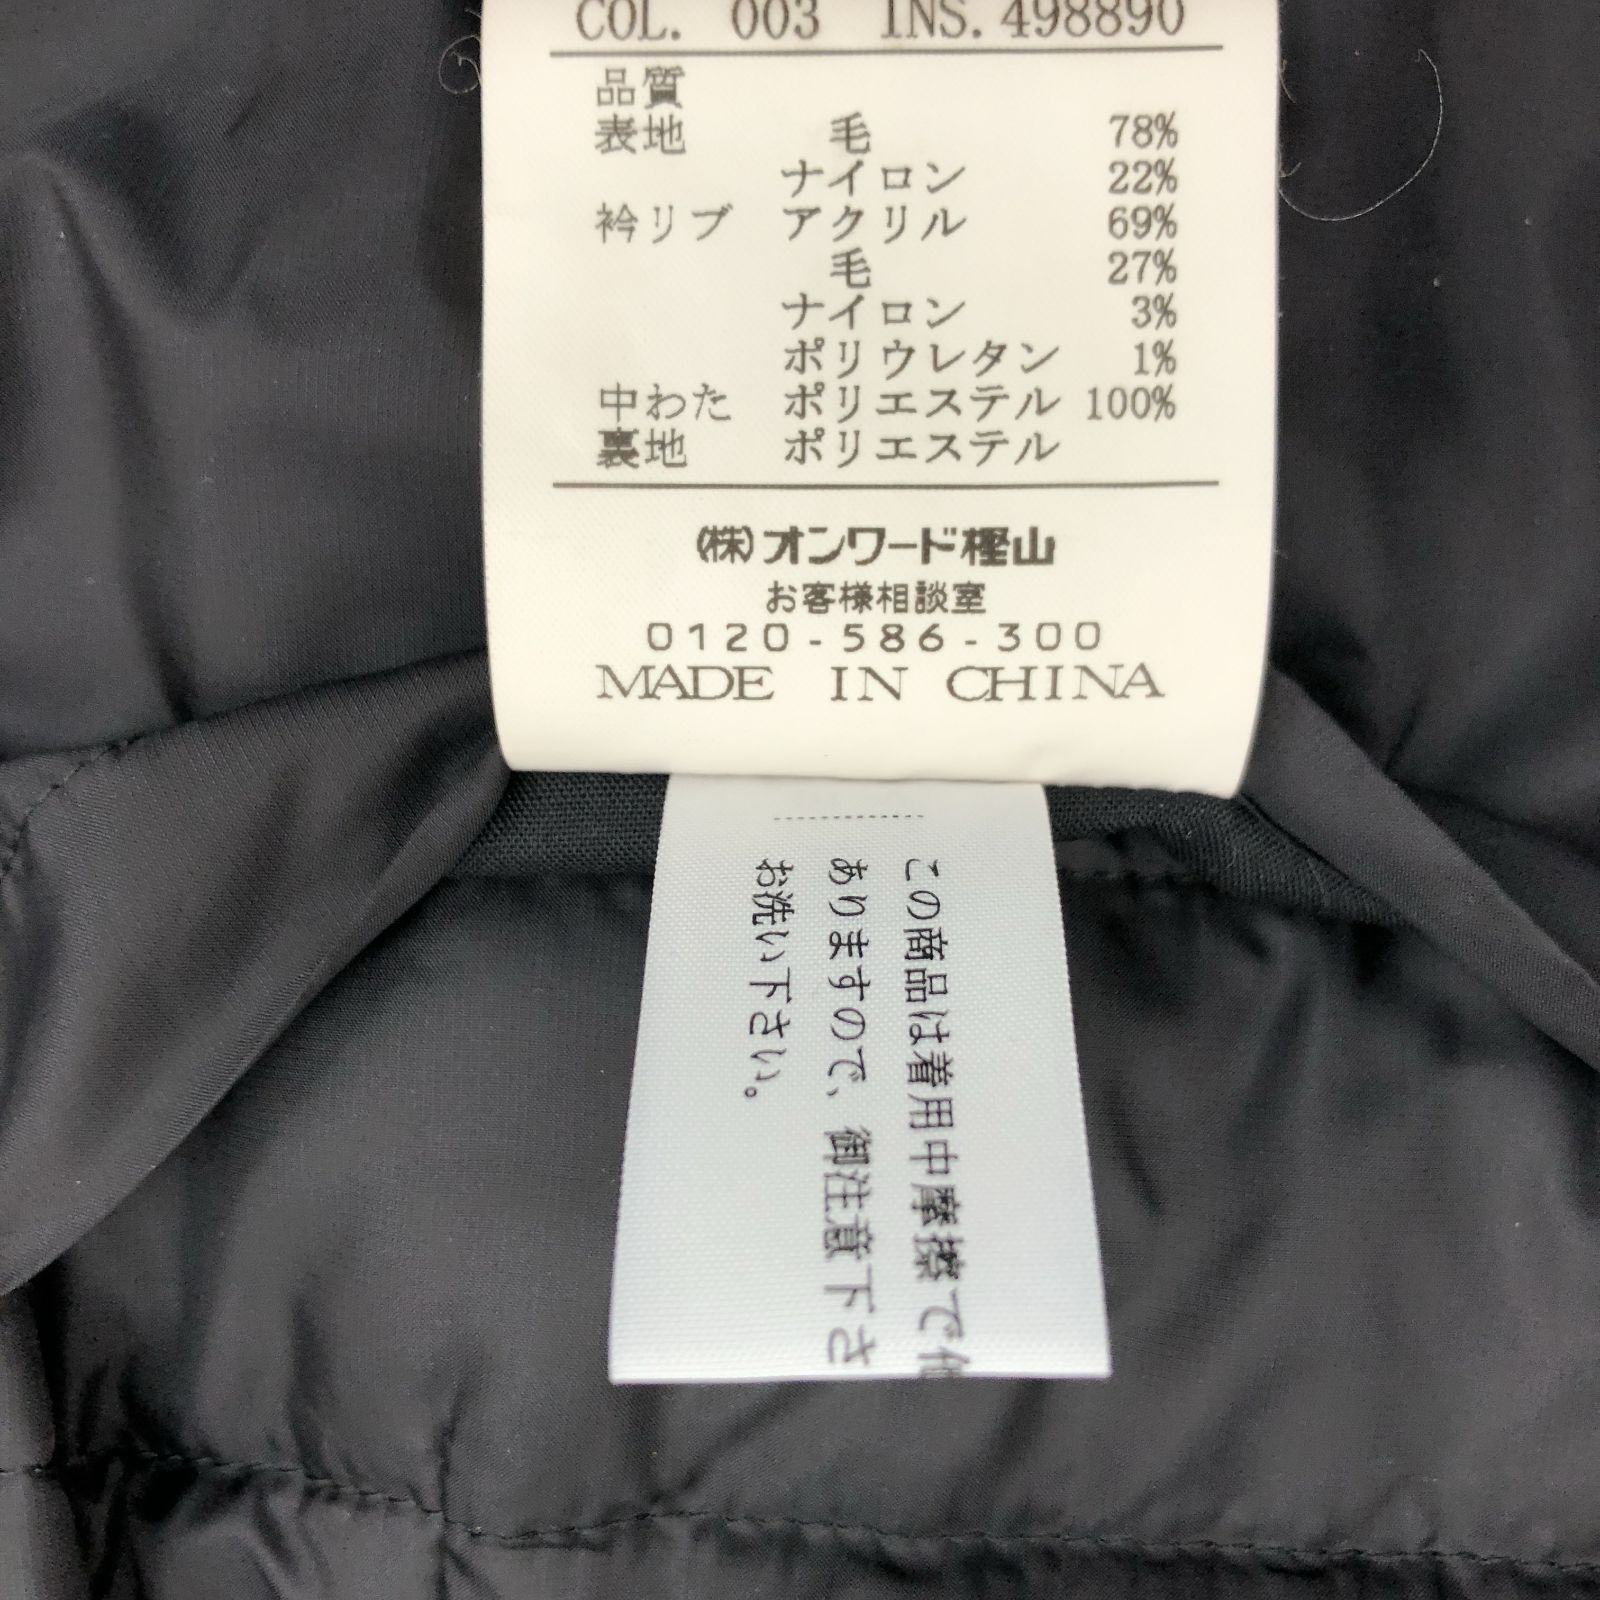 COL. 003 INS. 498890
品質
表地 毛 78%
ナイロン 22%
衿リブ アクリル 69%
毛 27%
ナイロン 3%
ポリウレタン 1%
中わた ポリエステル 100%
裏地 ポリエステル
(株)オンワード樫山
お客様相談室
0120-586-300
MADE IN CHINA
この商品は着用中摩擦で
ありますので、御注意下さ
お洗い下さい。